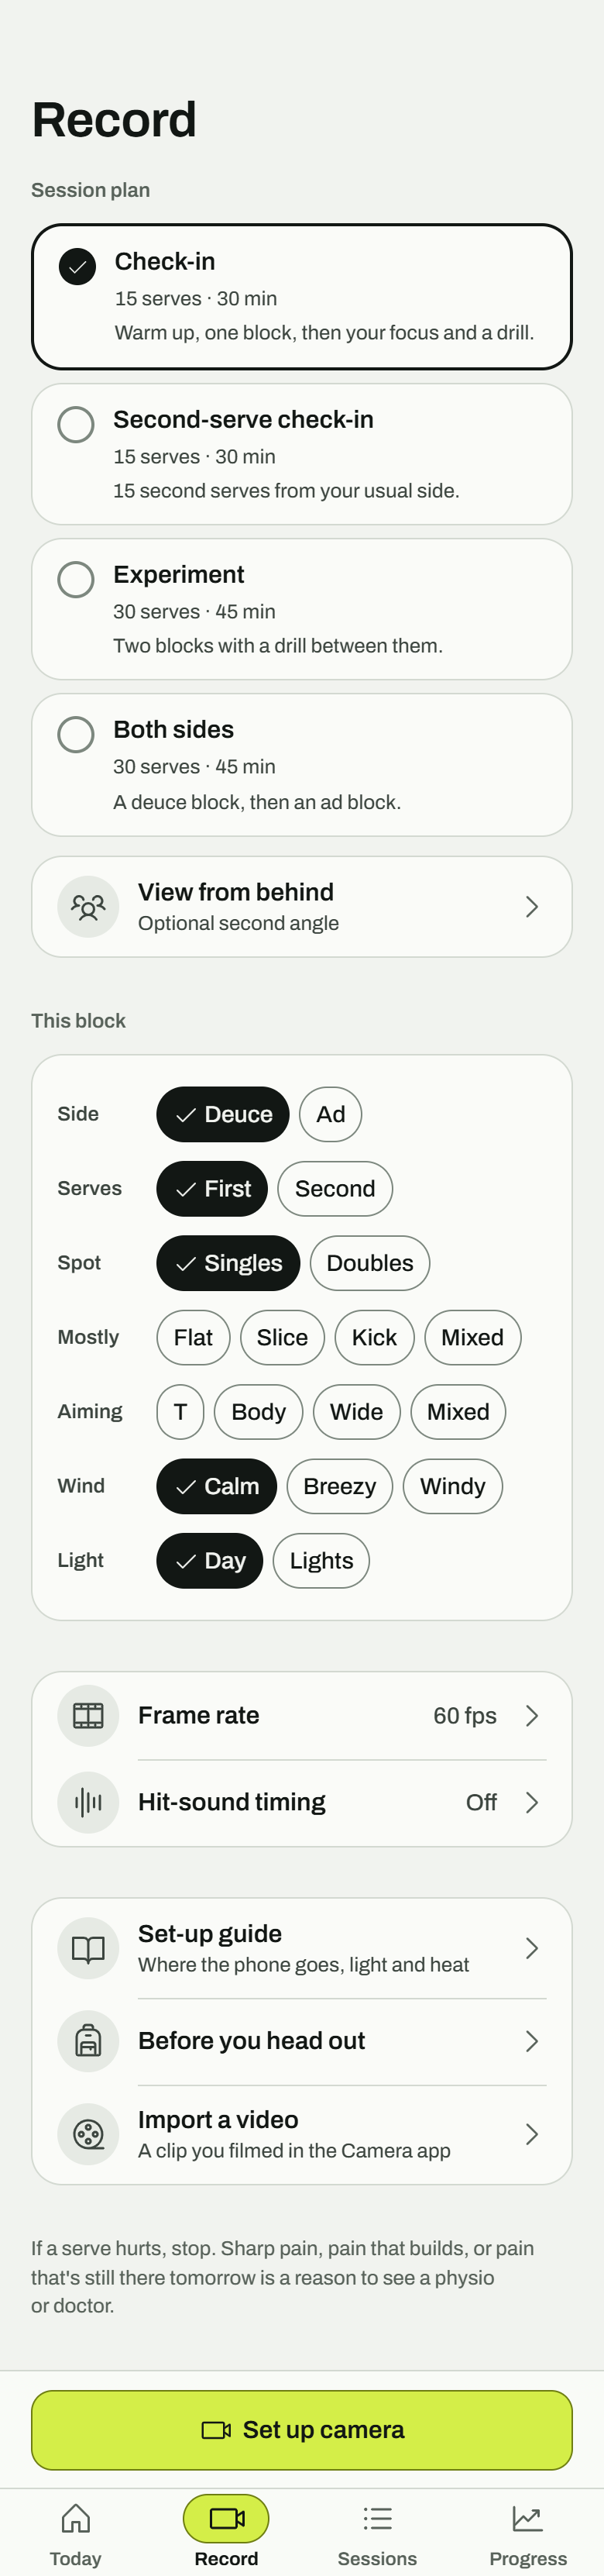 Record
Session plan
Check-in
15 serves · 30 min
Warm up, one block, then your focus and a drill.
Second-serve check-in
15 serves · 30 min
15 second serves from your usual side.
Experiment
30 serves · 45 min
Two blocks with a drill between them.
Both sides
30 serves · 45 min
A deuce block, then an ad block.
View from behind
Optional second angle
This block
Side Deuce Ad
Serves First Second
Spot Singles Doubles
Mostly Flat Slice Kick Mixed
Aiming T Body Wide Mixed
Wind Calm Breezy Windy
Light Day Lights
Frame rate 60 fps
Hit-sound timing Off
Set-up guide
Where the phone goes, light and heat
Before you head out
Import a video
A clip you filmed in the Camera app
If a serve hurts, stop. Sharp pain, pain that builds, or pain
that's still there tomorrow is a reason to see a physio
or doctor.
Set up camera
Today Record Sessions Progress